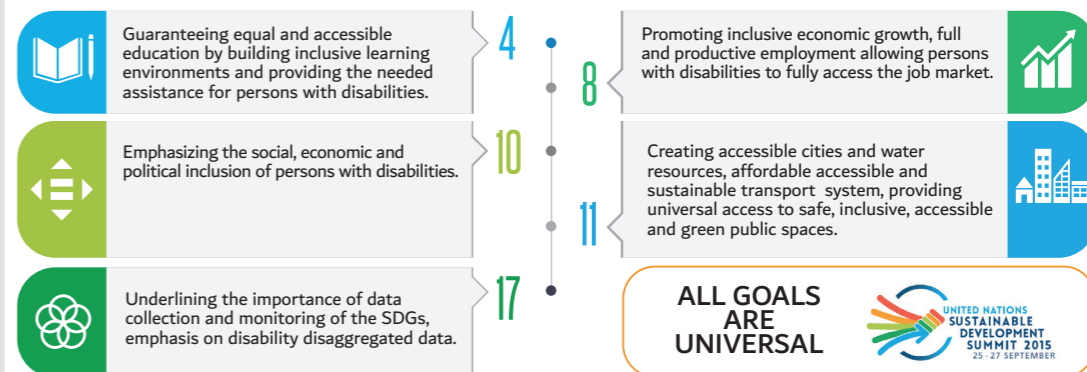 Guaranteeing equal and accessible
education by building inclusive learning
environments and providing the needed
assistance for persons with disabilities.
4
Promoting inclusive economic growth, full
and productive employment allowing persons
with disabilities to fully access the job market.
8
Emphasizing the social, economic and
political inclusion of persons with disabilities.
10
Creating accessible cities and water
resources, affordable accessible and
sustainable transport system, providing
universal access to safe, inclusive, accessible
and green public spaces.
11
Underlining the importance of data
collection and monitoring of the SDGs,
emphasis on disability disaggregated data.
17
ALL GOALS
ARE
UNIVERSAL
UNITED NATIONS
SUSTAINABLE
DEVELOPMENT
SUMMIT 2015
25 - 27 SEPTEMBER